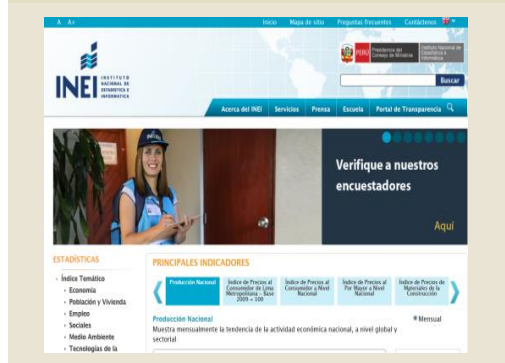 A A+ Inicio Mapa de sitio Preguntas frecuentes Contáctenos
PERÚ Presidencia del Consejo de Ministros Instituto Nacional de Estadística e Informática
INEI INSTITUTO NACIONAL DE ESTADÍSTICA E INFORMÁTICA
Buscar
Acerca del INEI Servicios Prensa Escuela Portal de Transparencia
Verifique a nuestros
encuestadores
Aquí
ESTADÍSTICAS
PRINCIPALES INDICADORES
Índice Temático
Economía
Población y Vivienda
Empleo
Sociales
Medio Ambiente
Tecnologías de la
Producción Nacional
Índice de Precios al
Consumidor de Lima
Metropolitana - Base
2009 = 100
Índice de Precios al
Consumidor a Nivel
Nacional
Índice de Precios al
Por Mayor a Nivel
Nacional
Índice de Precios de
Materiales de la
Construcción
Producción Nacional
Mensual
Muestra mensualmente la tendencia de la actividad económica nacional, a nivel global y
sectorial